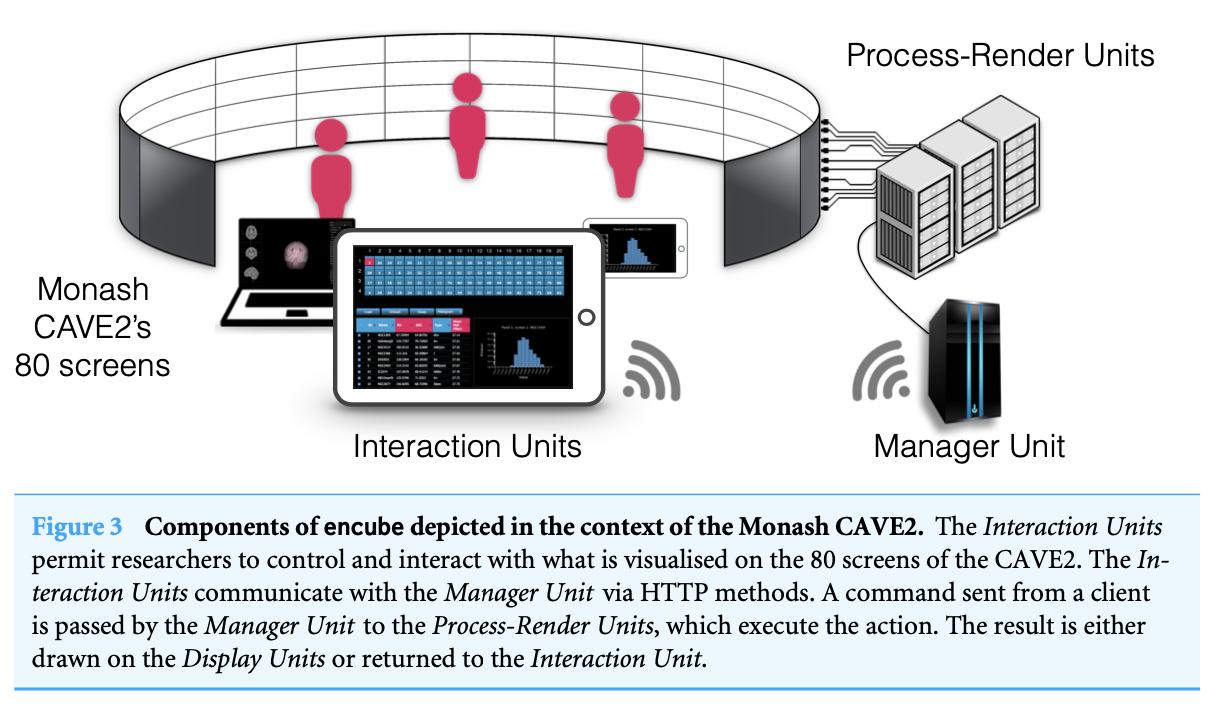 Process-Render Units
Monash
CAVE2's
80 screens
Interaction Units
Manager Unit
Figure 3 Components of encube depicted in the context of the Monash CAVE2. The Interaction Units
permit researchers to control and interact with what is visualised on the 80 screens of the CAVE2. The In-
teraction Units communicate with the Manager Unit via HTTP methods. A command sent from a client
is passed by the Manager Unit to the Process-Render Units, which execute the action. The result is either
drawn on the Display Units or returned to the Interaction Unit.